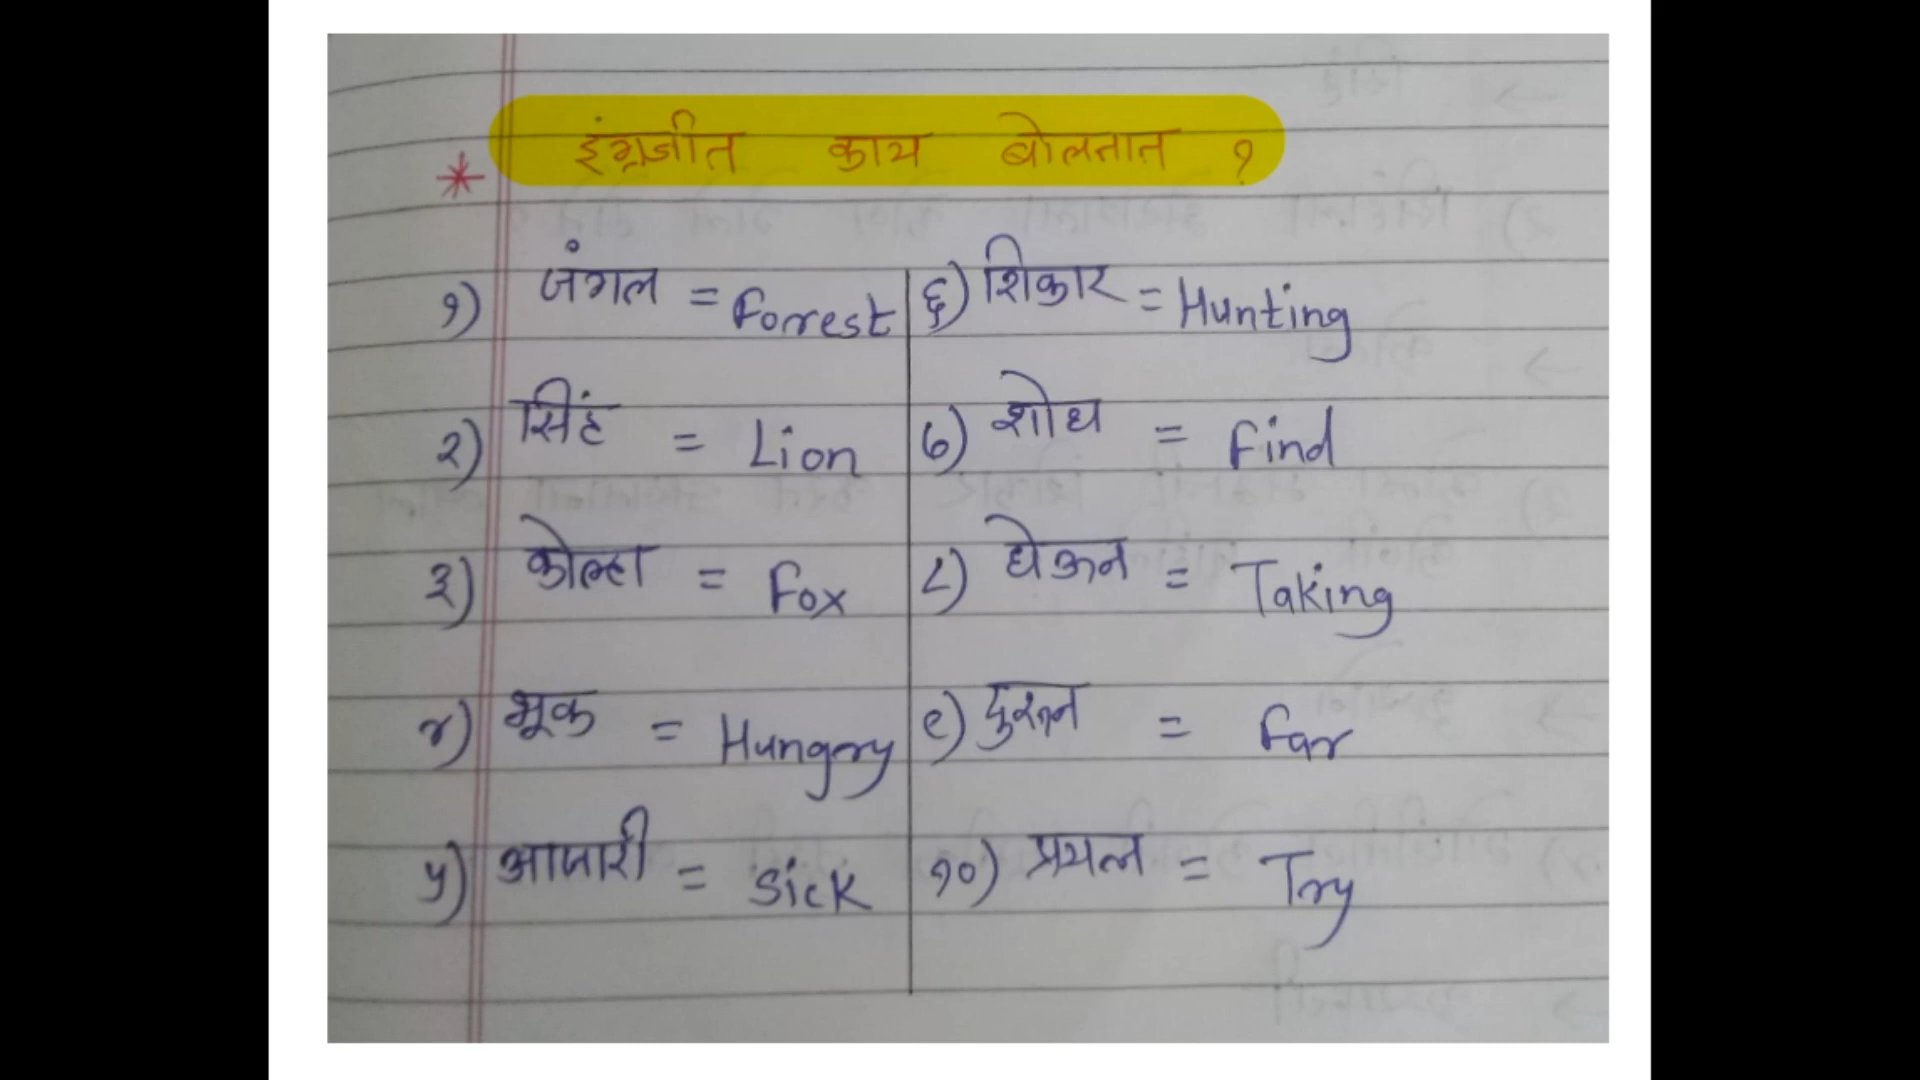 * इंग्रजीत काय बोलतात ?
१) जंगल = Forrest
२) सिंह = Lion
३) कोल्हा = Fox
४) भूक = Hungry
५) आजारी = Sick
६) शिकार = Hunting
७) शोध = Find
८) घेऊन = Taking
९) दुरून = Far
१०) प्रयत्न = Try